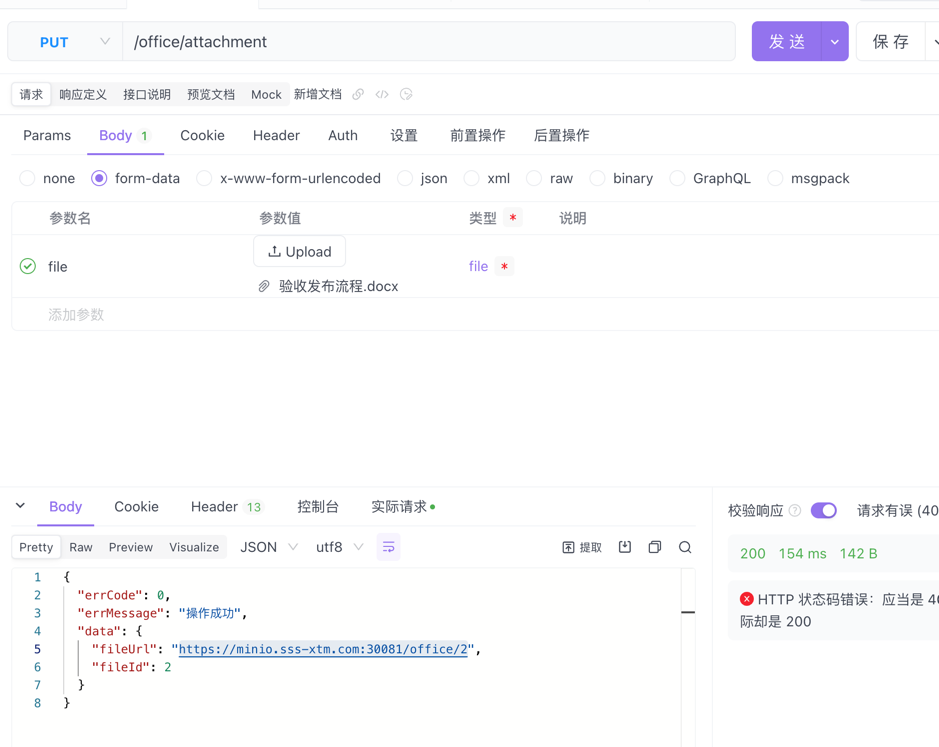 PUT /office/attachment 发 送 保 存
请求 响应定义 接口说明 预览文档 Mock 新增文档
Params Body 1 Cookie Header Auth 设置 前置操作 后置操作
none form-data x-www-form-urlencoded json xml raw binary GraphQL msgpack
参数名 参数值 类型 * 说明
Upload
file file *
验收发布流程.docx
添加参数
Body Cookie Header 13 控制台 实际请求
校验响应 ? 请求有误 (40
Pretty Raw Preview Visualize JSON utf8 提取
200 154 ms 142 B
1 {
2 "errCode": 0,
3 "errMessage": "操作成功",
4 "data": {
5 "fileUrl": "https://minio.sss-xtm.com:30081/office/2",
6 "fileId": 2
7 }
8 }
HTTP 状态码错误：应当是 40
际却是 200